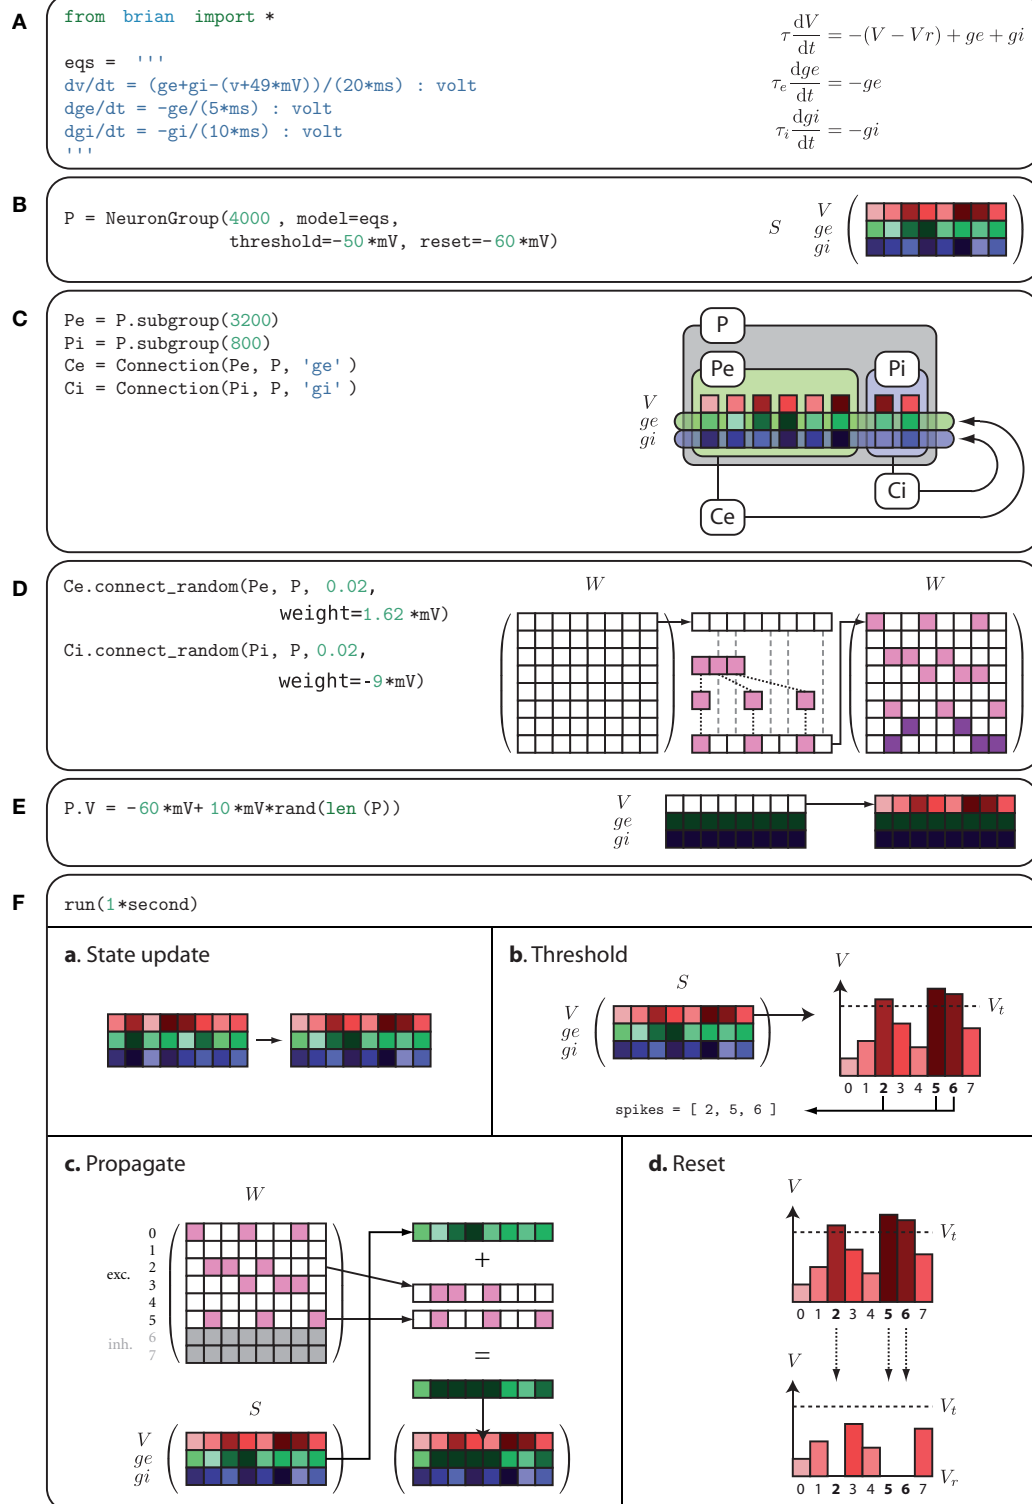 A
from brian import *
eqs = '''
dv/dt = (ge+gi-(v+49*mV))/(20*ms) : volt
dge/dt = -ge/(5*ms) : volt
dgi/dt = -gi/(10*ms) : volt
'''
τ dV/dt = −(V − Vr) + ge + gi
τe dge/dt = −ge
τi dgi/dt = −gi
B
P = NeuronGroup(4000 , model=eqs,
threshold=-50*mV, reset=-60*mV)
S
V
ge
gi
C
Pe = P.subgroup(3200)
Pi = P.subgroup(800)
Ce = Connection(Pe, P, 'ge' )
Ci = Connection(Pi, P, 'gi' )
P
Pe
Pi
V
ge
gi
Ci
Ce
D
Ce.connect_random(Pe, P, 0.02,
weight=1.62*mV)
Ci.connect_random(Pi, P, 0.02,
weight=-9*mV)
W
W
E
P.V = -60*mV+ 10*mV*rand(len (P))
V
ge
gi
F
run(1*second)
a. State update
b. Threshold
S
V
ge
gi
V
Vt
0 1 2 3 4 5 6 7
spikes = [ 2, 5, 6 ]
c. Propagate
W
0
1
exc. 2
3
4
5
inh. 6
7
+
=
S
V
ge
gi
d. Reset
V
Vt
0 1 2 3 4 5 6 7
V
Vt
Vr
0 1 2 3 4 5 6 7